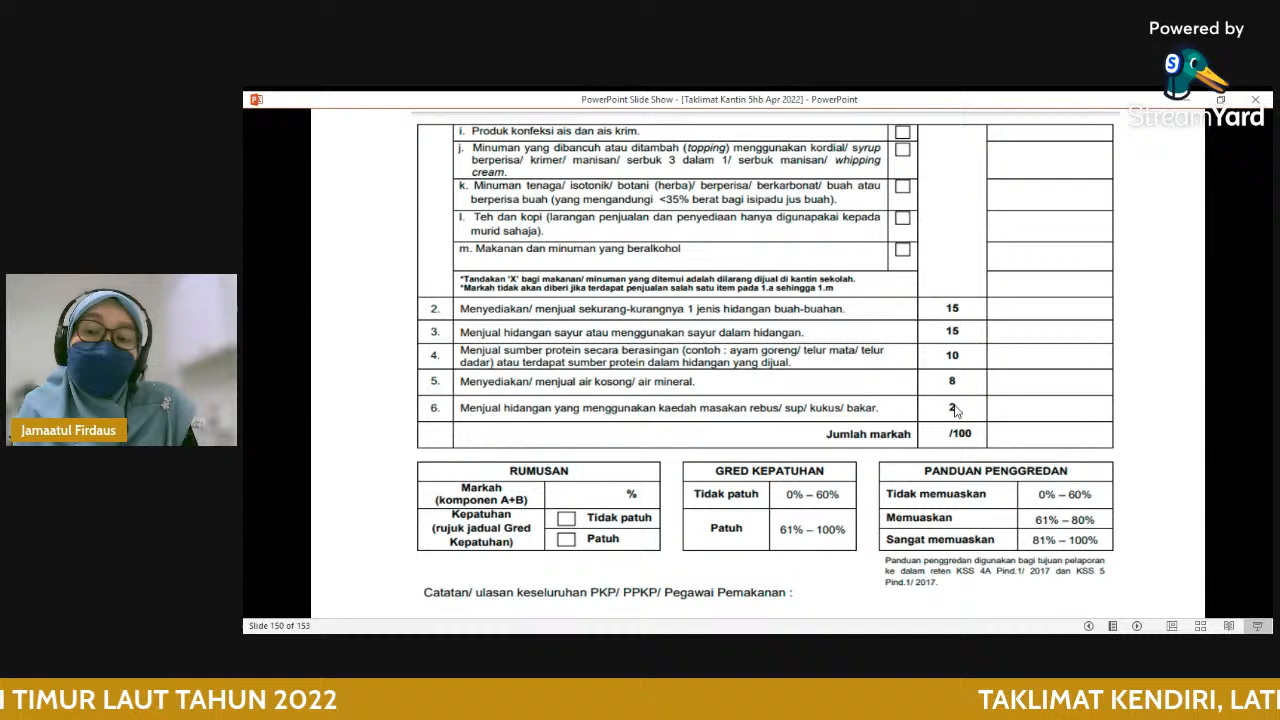 Powered by
StreamYard
PowerPoint Slide Show - [Taklimat Kantin 5hb Apr 2022] - PowerPoint
i. Produk konfeksi ais dan ais krim.
j. Minuman yang dibancuh atau ditambah (topping) menggunakan kordial/ syrup
berperisa/ krimer/ manisan/ serbuk 3 dalam 1/ serbuk manisan/ whipping
cream.
k. Minuman tenaga/ isotonik/ botani (herba)/ berperisa/ berkarbonat/ buah atau
berperisa buah (yang mengandungi <35% berat bagi isipadu jus buah).
l. Teh dan kopi (larangan penjualan dan penyediaan hanya digunapakai kepada
murid sahaja).
m. Makanan dan minuman yang beralkohol
*Tandakan 'X' bagi makanan/ minuman yang ditemui adalah dilarang dijual di kantin sekolah.
*Markah tidak akan diberi jika terdapat penjualan salah satu item pada 1.a sehingga 1.m
2. Menyediakan/ menjual sekurang-kurangnya 1 jenis hidangan buah-buahan. 15
3. Menjual hidangan sayur atau menggunakan sayur dalam hidangan. 15
4. Menjual sumber protein secara berasingan (contoh : ayam goreng/ telur mata/ telur
dadar) atau terdapat sumber protein dalam hidangan yang dijual. 10
5. Menyediakan/ menjual air kosong/ air mineral. 8
6. Menjual hidangan yang menggunakan kaedah masakan rebus/ sup/ kukus/ bakar. 2
Jumlah markah /100
RUMUSAN
Markah
(komponen A+B) %
Kepatuhan
(rujuk jadual Gred
Kepatuhan)
Tidak patuh
Patuh
GRED KEPATUHAN
Tidak patuh 0% – 60%
Patuh 61% – 100%
PANDUAN PENGGREDAN
Tidak memuaskan 0% – 60%
Memuaskan 61% – 80%
Sangat memuaskan 81% – 100%
Panduan penggredan digunakan bagi tujuan pelaporan
ke dalam reten KSS 4A Pind.1/ 2017 dan KSS 5
Pind.1/ 2017.
Catatan/ ulasan keseluruhan PKP/ PPKP/ Pegawai Pemakanan :
Slide 150 of 153
Jamaatul Firdaus
I TIMUR LAUT TAHUN 2022
TAKLIMAT KENDIRI, LATI